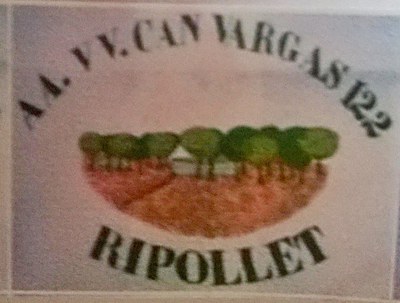 AA. VV. CAN VARGAS 122
RIPOLLET